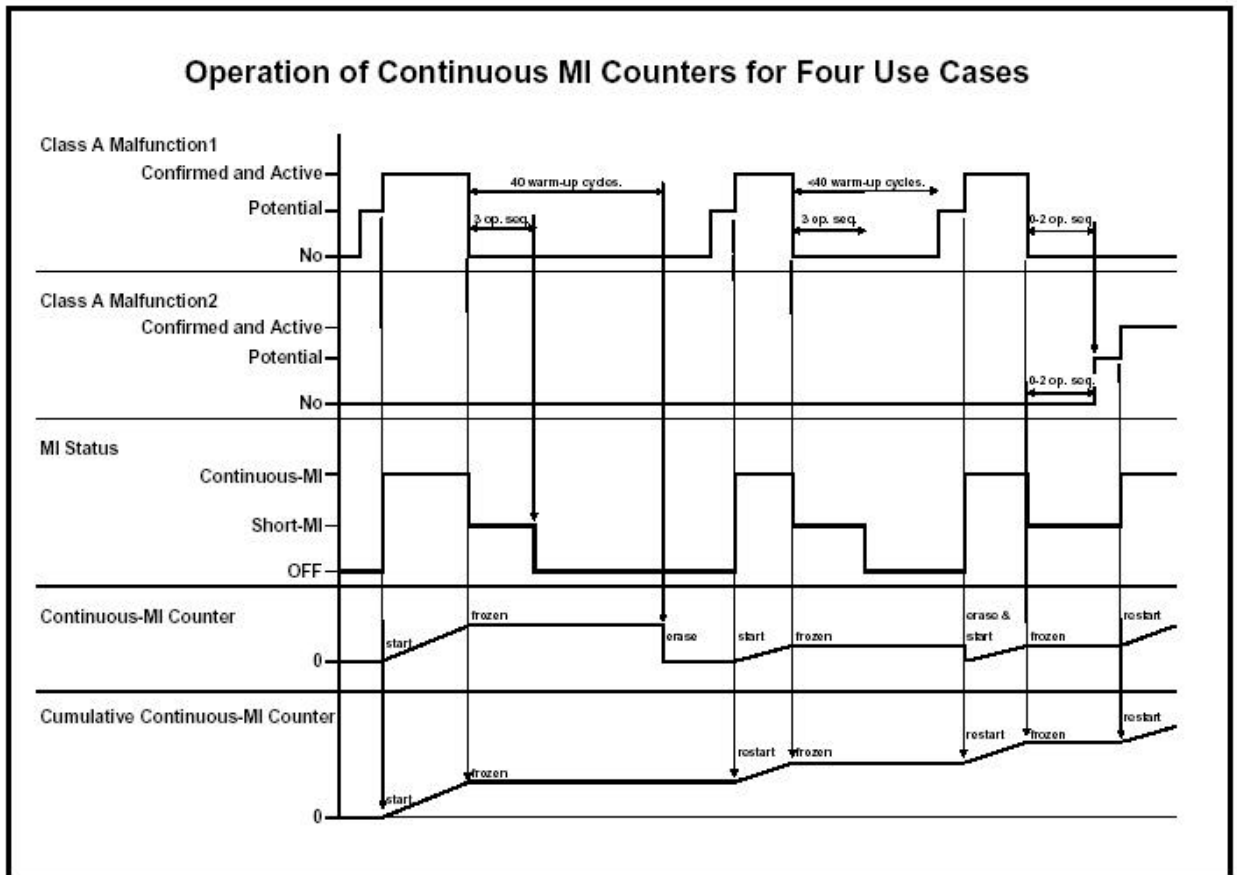 Operation of Continuous MI Counters for Four Use Cases
Class A Malfunction1
Confirmed and Active
40 warm-up cycles.
<40 warm-up cycles.
Potential
3 op. seq.
3 op. seq.
0-2 op. seq.
No
Class A Malfunction2
Confirmed and Active
Potential
0-2 op. seq.
No
MI Status
Continuous-MI
Short-MI
OFF
Continuous-MI Counter
frozen
erase &
restart
start
erase
start
frozen
start
frozen
0
Cumulative Continuous-MI Counter
restart
restart
frozen
restart
frozen
frozen
start
0